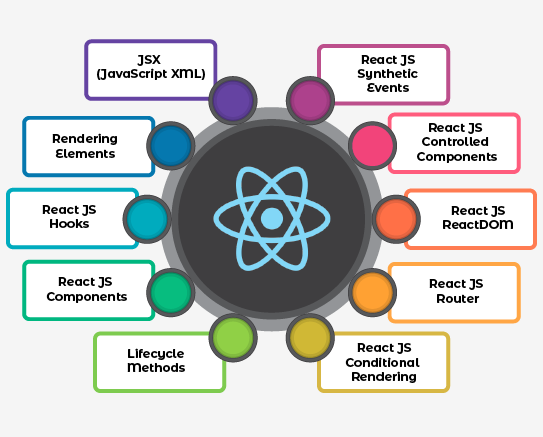 JSX
(JavaScript XML)
React JS
Synthetic
Events
Rendering
Elements
React JS
Controlled
Components
React JS
Hooks
React JS
ReactDOM
React JS
Components
React JS
Router
Lifecycle
Methods
React JS
Conditional
Rendering